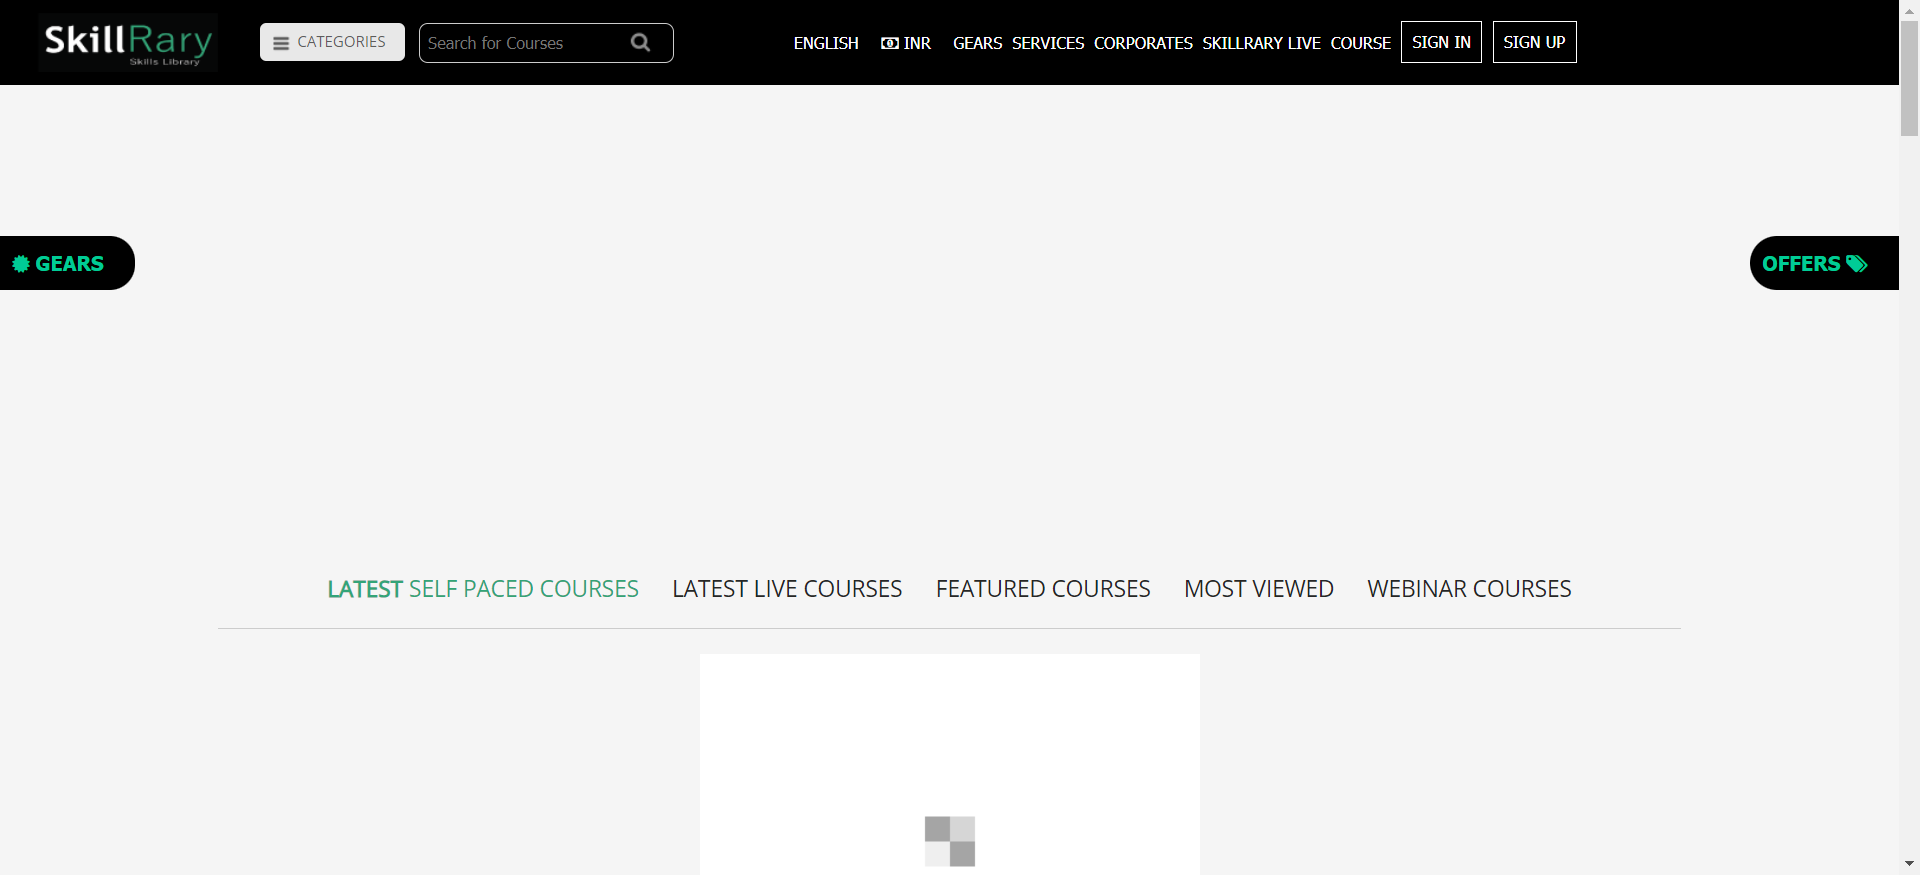 SkillRary
Skills Library
CATEGORIES
Search for Courses
ENGLISH
INR
GEARS
SERVICES
CORPORATES
SKILLRARY LIVE
COURSE
SIGN IN
SIGN UP
GEARS
OFFERS
LATEST SELF PACED COURSES
LATEST LIVE COURSES
FEATURED COURSES
MOST VIEWED
WEBINAR COURSES